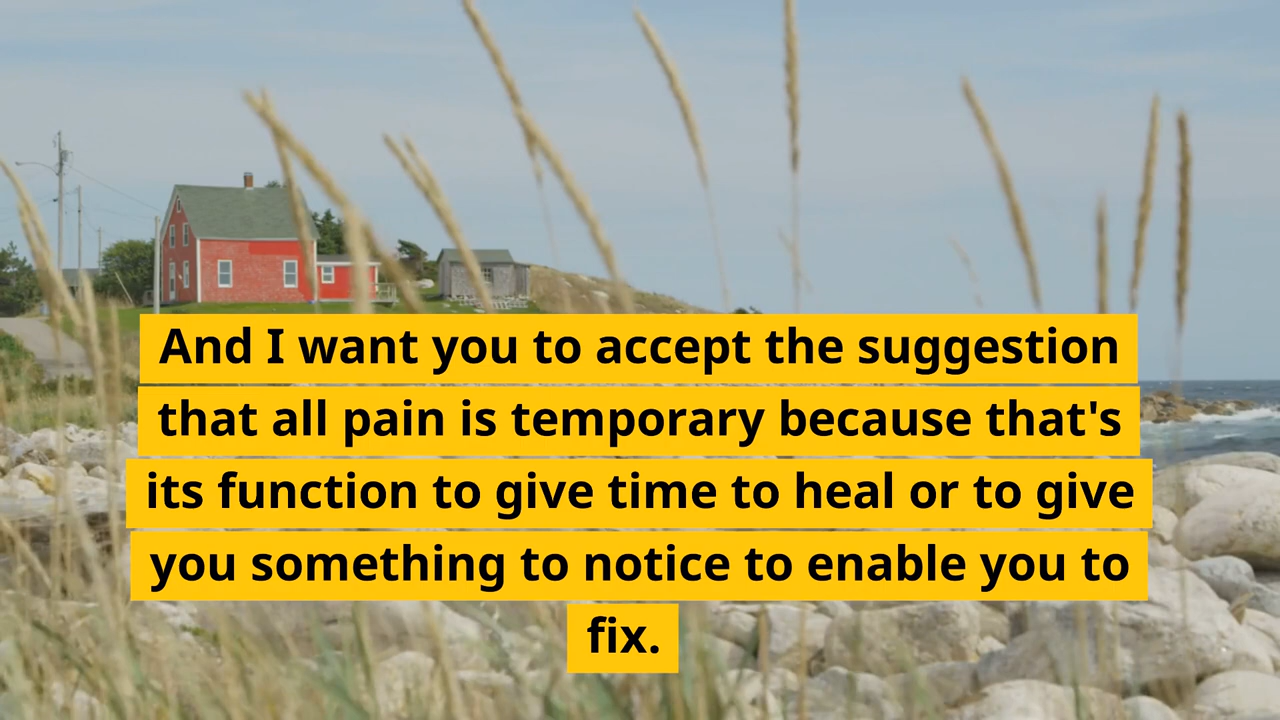 And I want you to accept the suggestion
that all pain is temporary because that's
its function to give time to heal or to give
you something to notice to enable you to
fix.